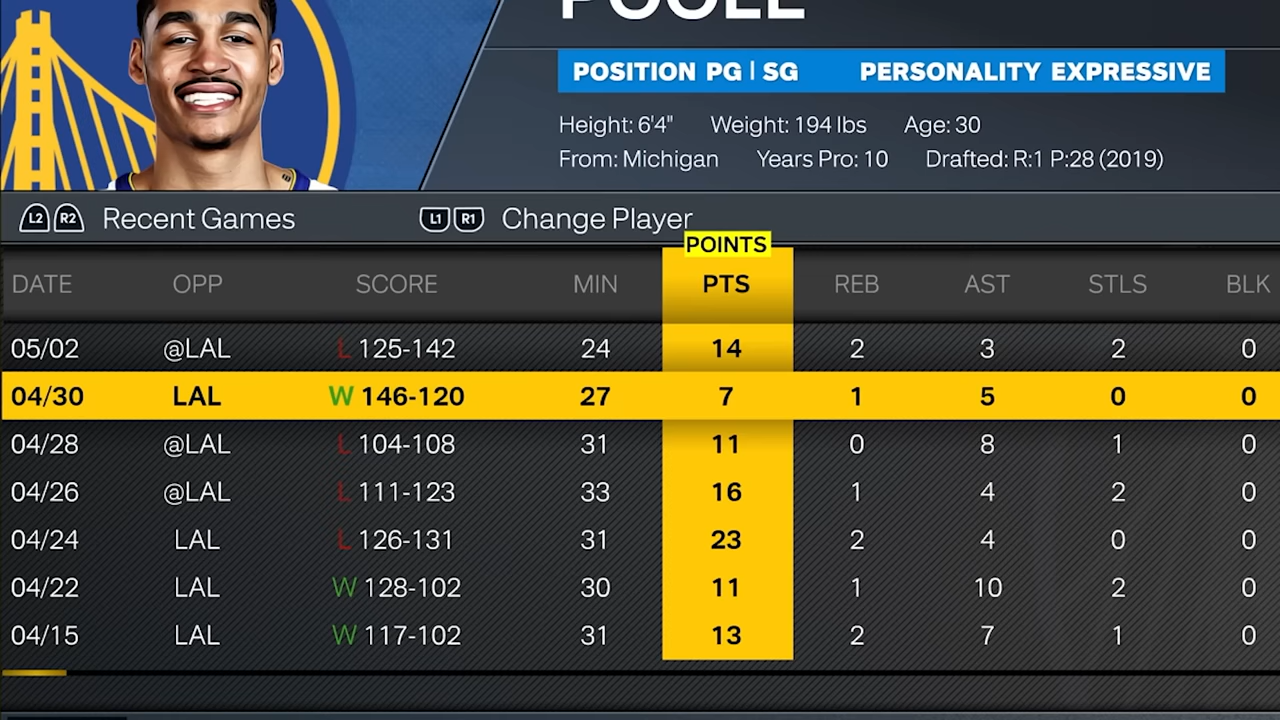 POOLE
POSITION PG | SG PERSONALITY EXPRESSIVE
Height: 6'4" Weight: 194 lbs Age: 30
From: Michigan Years Pro: 10 Drafted: R:1 P:28 (2019)
L2 R2 Recent Games L1 R1 Change Player
POINTS
DATE OPP SCORE MIN PTS REB AST STLS BLK
05/02 @LAL L 125-142 24 14 2 3 2 0
04/30 LAL W 146-120 27 7 1 5 0 0
04/28 @LAL L 104-108 31 11 0 8 1 0
04/26 @LAL L 111-123 33 16 1 4 2 0
04/24 LAL L 126-131 31 23 2 4 0 0
04/22 LAL W 128-102 30 11 1 10 2 0
04/15 LAL W 117-102 31 13 2 7 1 0